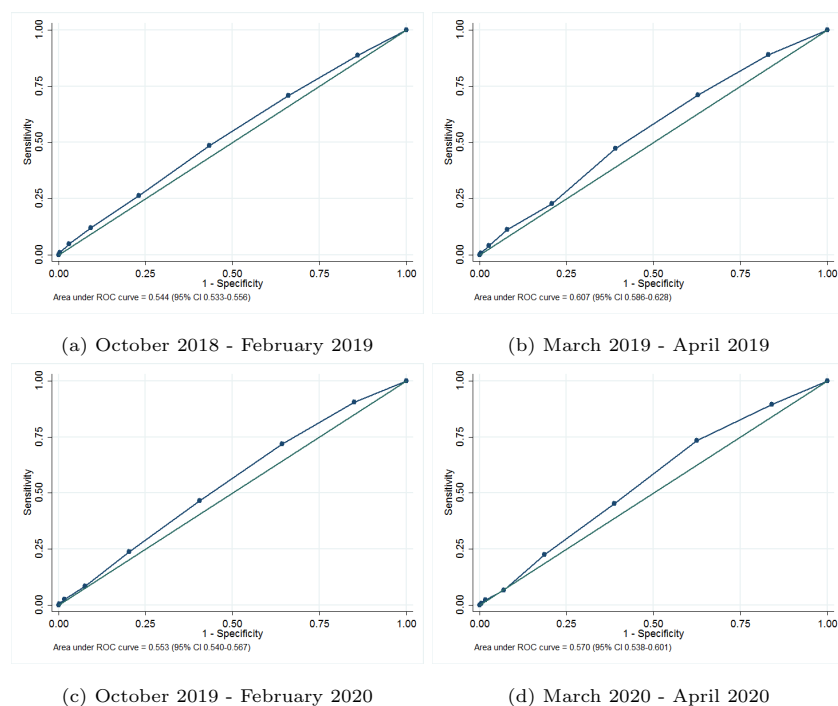 1.00
0.75
0.50
0.25
0.00
Sensitivity
0.00 0.25 0.50 0.75 1.00
1 - Specificity
Area under ROC curve = 0.544 (95% CI 0.533-0.556)
(a) October 2018 - February 2019
1.00
0.75
0.50
0.25
0.00
Sensitivity
0.00 0.25 0.50 0.75 1.00
1 - Specificity
Area under ROC curve = 0.607 (95% CI 0.586-0.628)
(b) March 2019 - April 2019
1.00
0.75
0.50
0.25
0.00
Sensitivity
0.00 0.25 0.50 0.75 1.00
1 - Specificity
Area under ROC curve = 0.553 (95% CI 0.540-0.567)
(c) October 2019 - February 2020
1.00
0.75
0.50
0.25
0.00
Sensitivity
0.00 0.25 0.50 0.75 1.00
1 - Specificity
Area under ROC curve = 0.570 (95% CI 0.538-0.601)
(d) March 2020 - April 2020